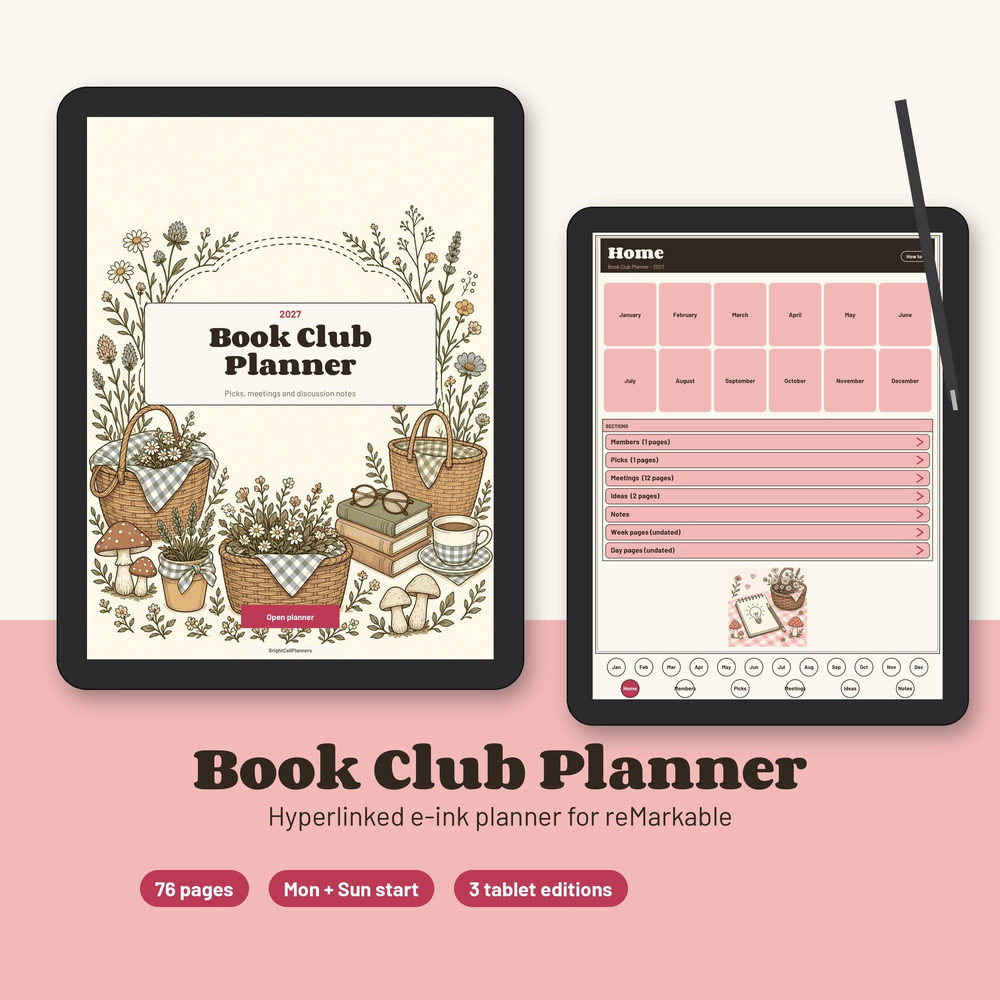 2027
Book Club
Planner
Picks, meetings and discussion notes
Open planner
BrightCellPlanners
Home
Book Club Planner - 2027
How to
January
February
March
April
May
June
July
August
September
October
November
December
SECTIONS
Members (1 pages)
Picks (1 pages)
Meetings (12 pages)
Ideas (2 pages)
Notes
Week pages (undated)
Day pages (undated)
Jan
Feb
Mar
Apr
May
Jun
Jul
Aug
Sep
Oct
Nov
Dec
Home
Members
Picks
Meetings
Ideas
Notes
Book Club Planner
Hyperlinked e-ink planner for reMarkable
76 pages
Mon + Sun start
3 tablet editions